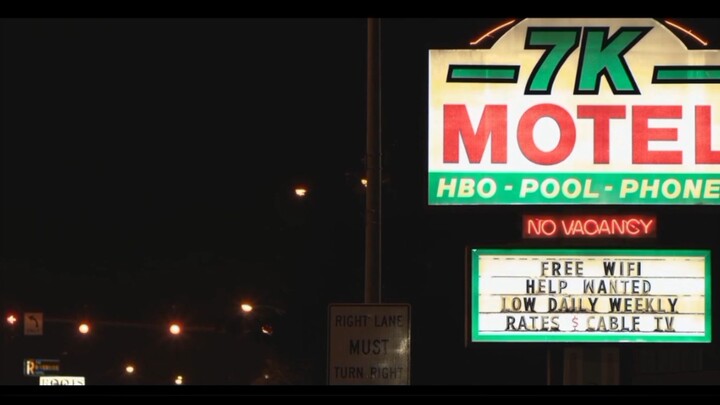 7K
MOTEL
HBO - POOL - PHONE
NO VACANCY
FREE WIFI
HELP WANTED
LOW DAILY WEEKLY
RATES $ CABLE TV
RIGHT LANE
MUST
TURN RIGHT